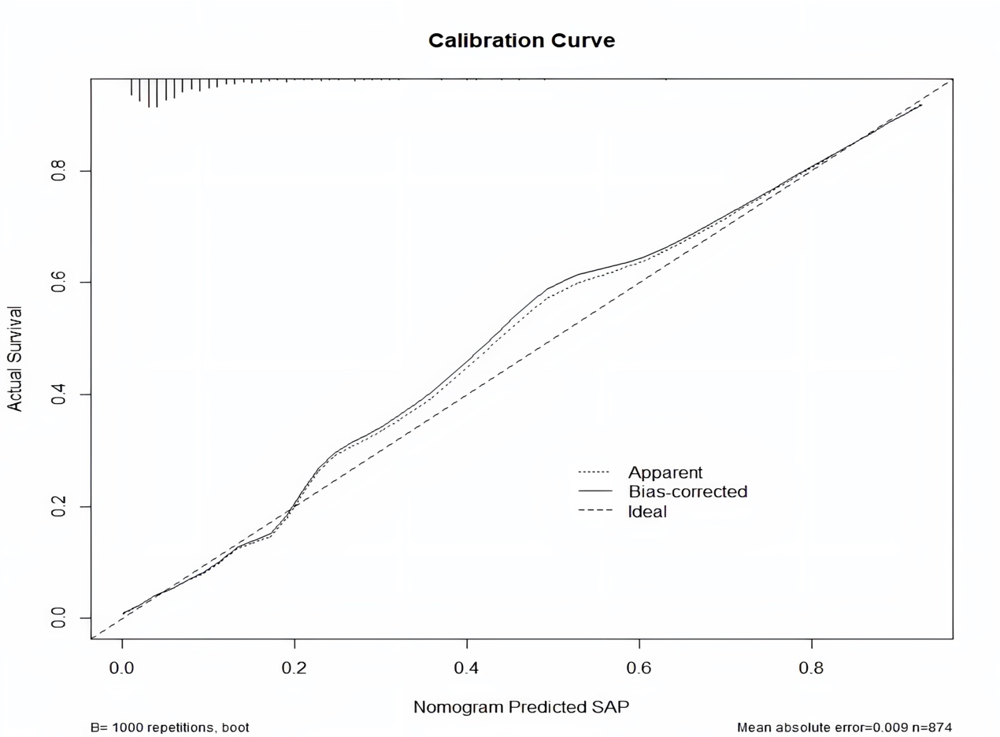 Calibration Curve
0.8
0.6
0.4
0.2
0.0
Actual Survival
Apparent
Bias-corrected
Ideal
0.0 0.2 0.4 0.6 0.8
Nomogram Predicted SAP
B= 1000 repetitions, boot
Mean absolute error=0.009 n=874